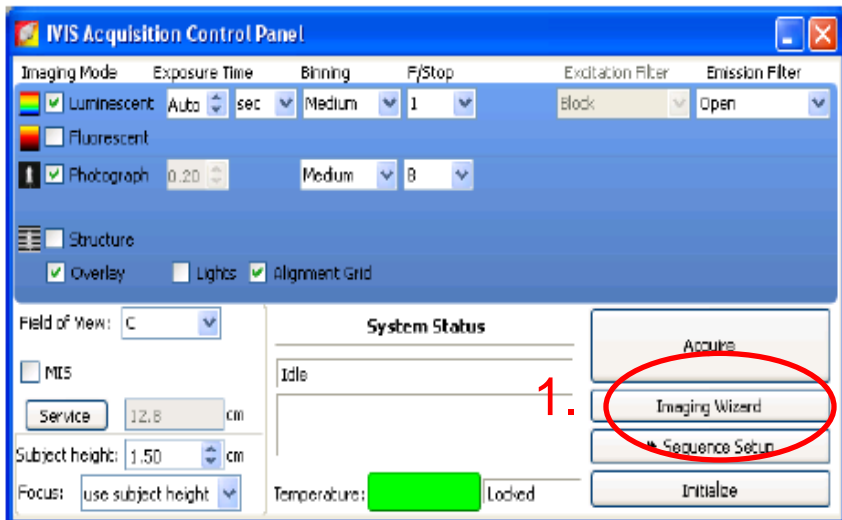 IVIS Acquisition Control Panel
Imaging Mode Exposure Time Binning F/Stop Excitation Filter Emission Filter
Luminescent Auto sec Medium 1 Block Open
Fluorescent
Photograph 0.20 Medium 8
Structure
Overlay Lights Alignment Grid
Field of View: C
System Status
Acquire
MIS
Idle
1.
Imaging Wizard
Service 12.8 cm
Sequence Setup
Subject height: 1.50 cm
Focus: use subject height
Temperature: Locked
Initialize